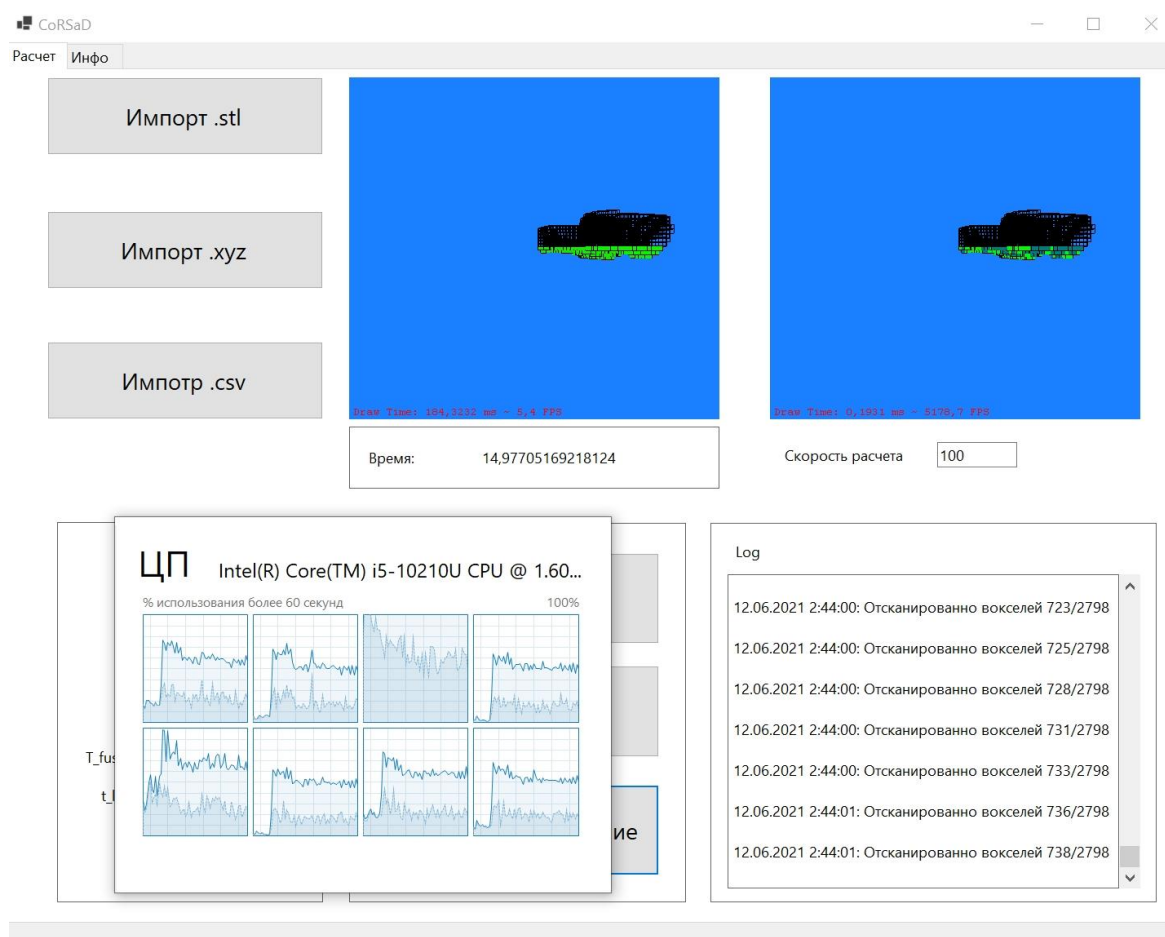 CoRSaD
Расчет Инфо
Импорт .stl
Импорт .xyz
Импотр .csv
Draw Time: 184,3232 ms - 5,4 FPS
Draw Time: 0,1931 ms - 5178,7 FPS
Время: 14,97705169218124
Скорость расчета 100
ЦП Intel(R) Core(TM) i5-10210U CPU @ 1.60...
% использования более 60 секунд 100%
T_fus
t_l
ие
Log
12.06.2021 2:44:00: Отсканированно вокселей 723/2798
12.06.2021 2:44:00: Отсканированно вокселей 725/2798
12.06.2021 2:44:00: Отсканированно вокселей 728/2798
12.06.2021 2:44:00: Отсканированно вокселей 731/2798
12.06.2021 2:44:00: Отсканированно вокселей 733/2798
12.06.2021 2:44:01: Отсканированно вокселей 736/2798
12.06.2021 2:44:01: Отсканированно вокселей 738/2798